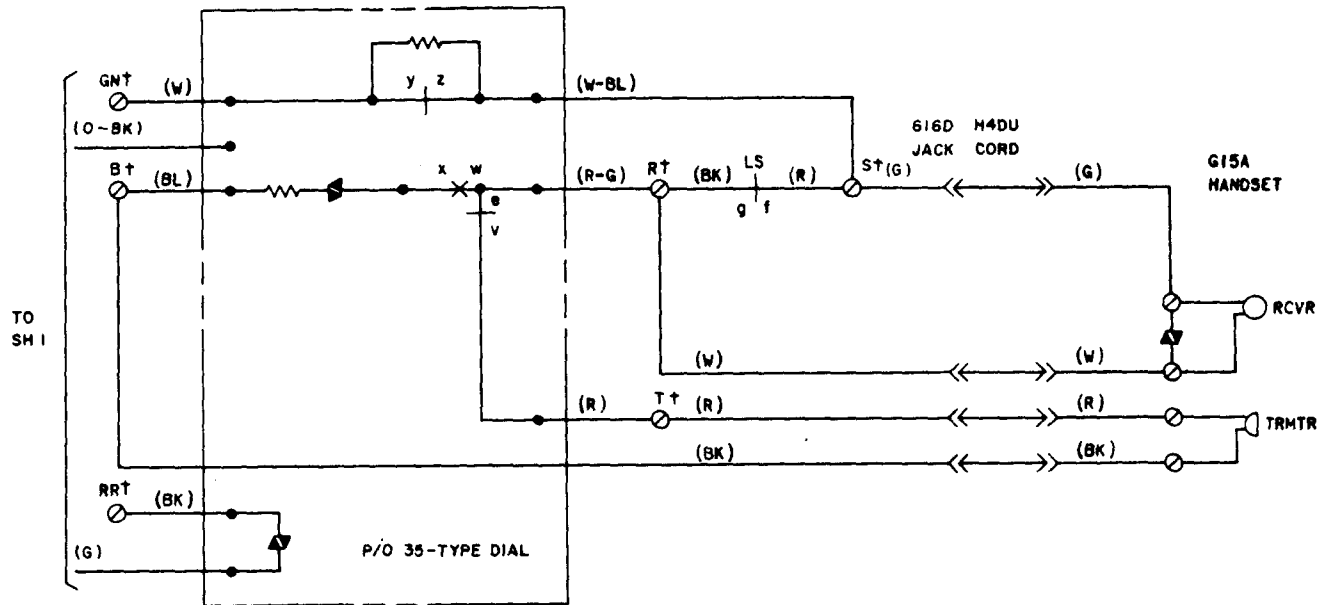 GN†
(W)
y z
(W-BL)
(O-BK)
616D H4DU
JACK CORD
G15A
HANDSET
B†
(BL)
x w
(R-G)
R†
(BK)
LS
(R)
S†(G)
(G)
e
v
g f
TO
SH 1
RCVR
(W)
(W)
(R)
T†
(R)
(R)
TRMTR
(BK)
(BK)
RR†
(BK)
(G)
P/O 35-TYPE DIAL